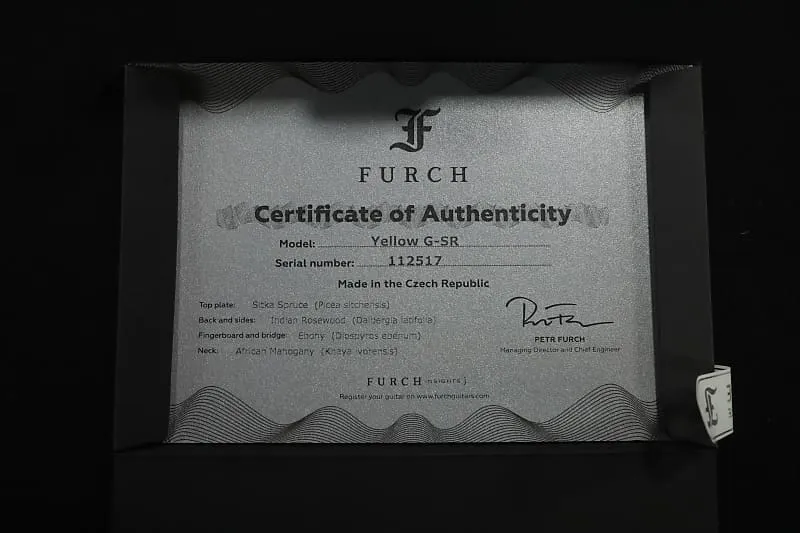 F
FURCH
Certificate of Authenticity
Model: Yellow G-SR
Serial number: 112517
Made in the Czech Republic
Top plate: Sitka Spruce (Picea sitchensis)
Back and sides: Indian Rosewood (Dalbergia latifolia)
Fingerboard and bridge: Ebony (Diospyros ebenum)
Neck: African Mahogany (Khaya ivorensis)
PETR FURCH
Managing Director and Chief Engineer
FURCH INSIGHTS
Register your guitar on www.furchguitars.com